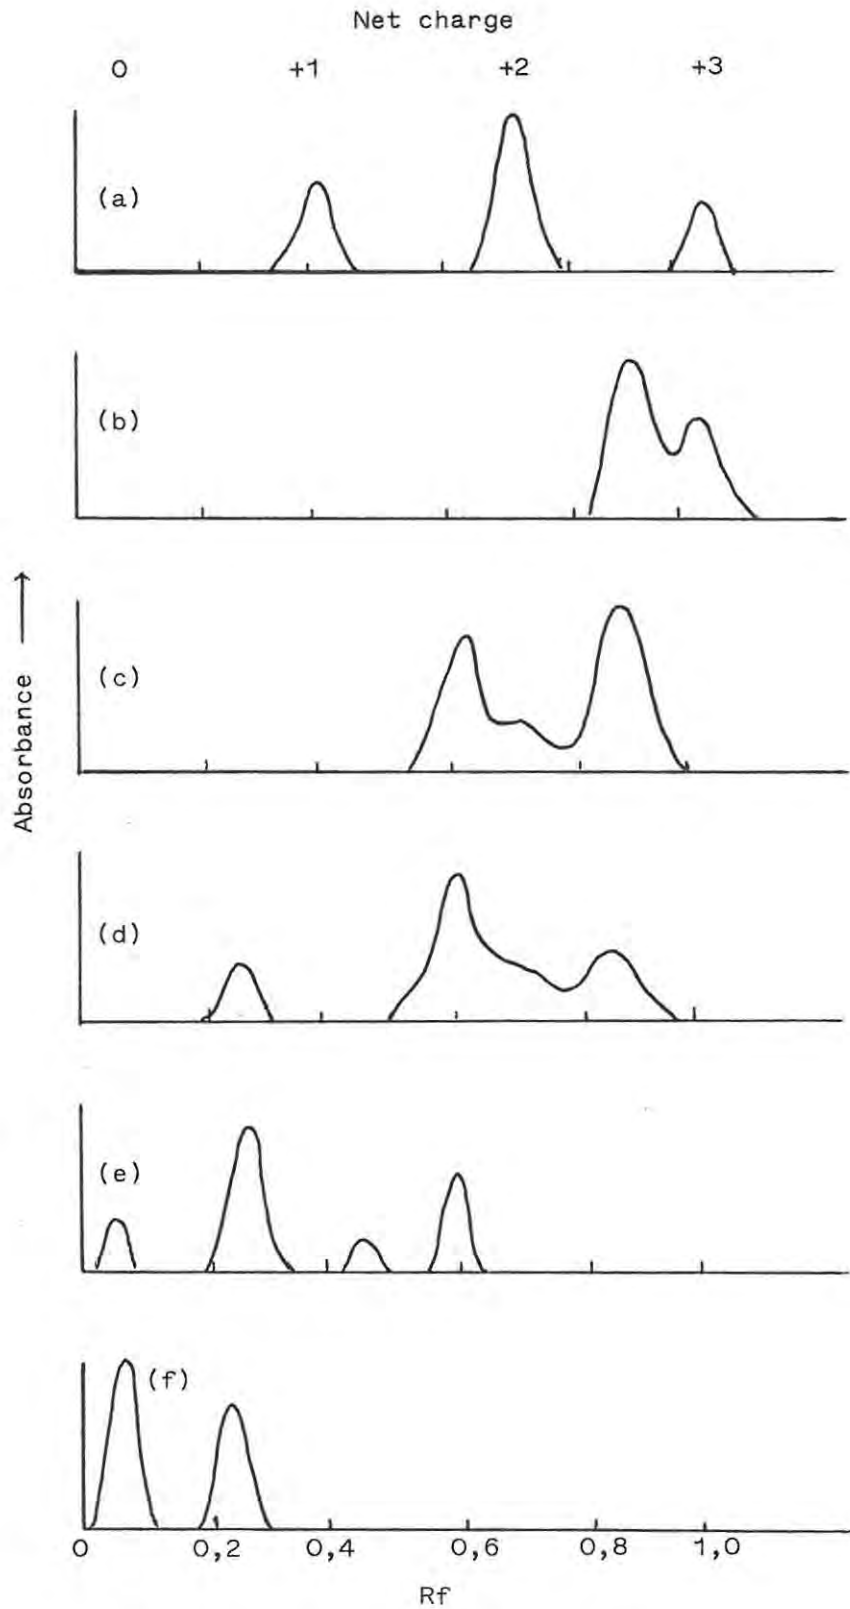 Net charge
0 +1 +2 +3
(a)
(b)
(c)
(d)
(e)
(f)
Absorbance
0 0,2 0,4 0,6 0,8 1,0
Rf